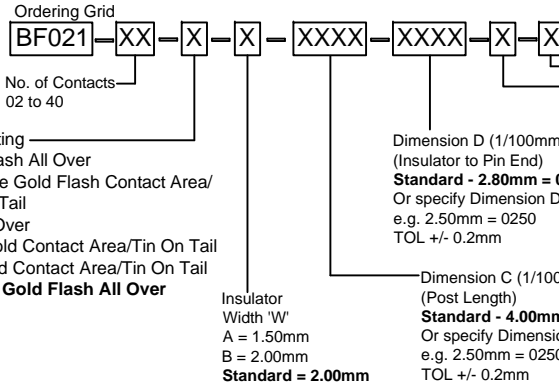 Ordering Grid
BF021 - XX - X - X - XXXX - XXXX - X - X
No. of Contacts
02 to 40
ash All Over
e Gold Flash Contact Area/
Tail
Over
old Contact Area/Tin On Tail
d Contact Area/Tin On Tail
Gold Flash All Over
Insulator
Width 'W'
A = 1.50mm
B = 2.00mm
Standard = 2.00mm
Dimension D (1/100mm
(Insulator to Pin End)
Standard - 2.80mm =
Or specify Dimension D
e.g. 2.50mm = 0250
TOL +/- 0.2mm
Dimension C (1/100
(Post Length)
Standard - 4.00mm
Or specify Dimensio
e.g. 2.50mm = 0250
TOL +/- 0.2mm